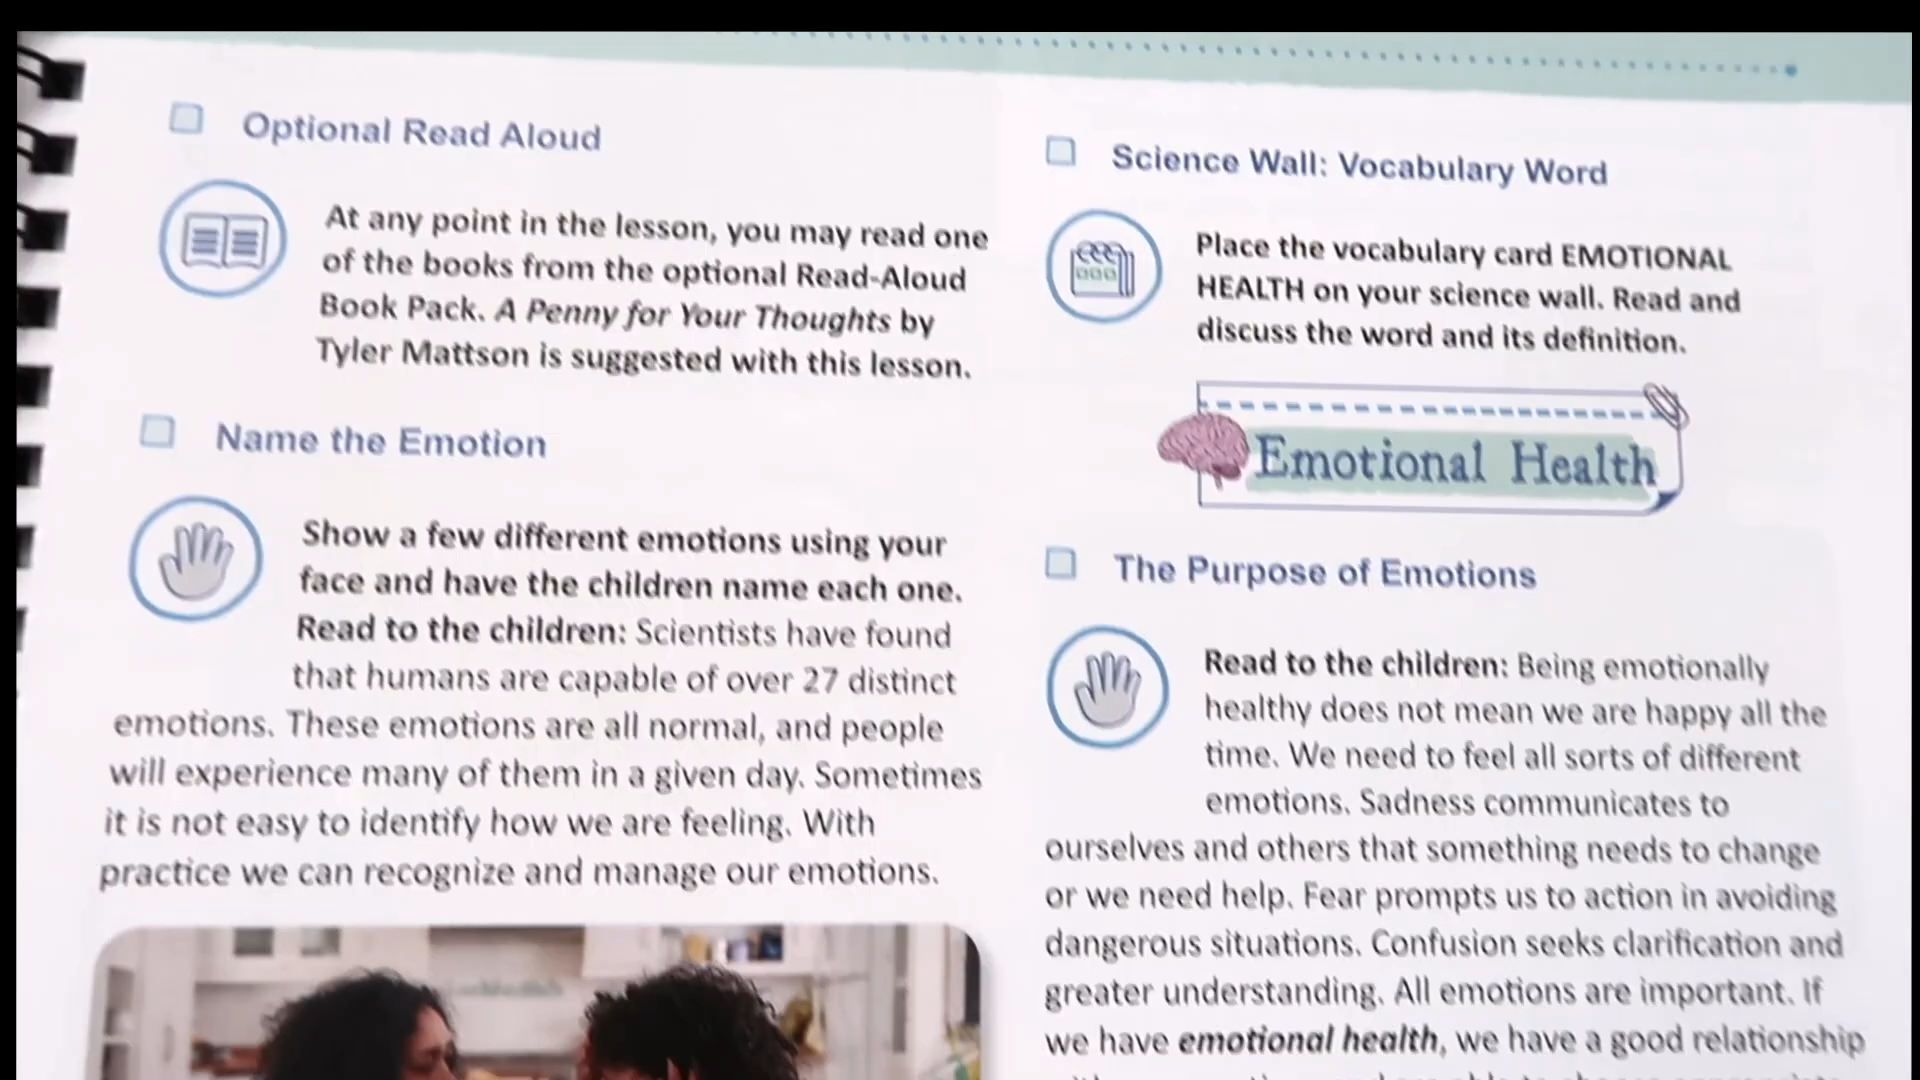 Optional Read Aloud
At any point in the lesson, you may read one
of the books from the optional Read-Aloud
Book Pack. A Penny for Your Thoughts by
Tyler Mattson is suggested with this lesson.
Name the Emotion
Show a few different emotions using your
face and have the children name each one.
Read to the children: Scientists have found
that humans are capable of over 27 distinct
emotions. These emotions are all normal, and people
will experience many of them in a given day. Sometimes
it is not easy to identify how we are feeling. With
practice we can recognize and manage our emotions.
Science Wall: Vocabulary Word
Place the vocabulary card EMOTIONAL
HEALTH on your science wall. Read and
discuss the word and its definition.
Emotional Health
The Purpose of Emotions
Read to the children: Being emotionally
healthy does not mean we are happy all the
time. We need to feel all sorts of different
emotions. Sadness communicates to
ourselves and others that something needs to change
or we need help. Fear prompts us to action in avoiding
dangerous situations. Confusion seeks clarification and
greater understanding. All emotions are important. If
we have emotional health, we have a good relationship